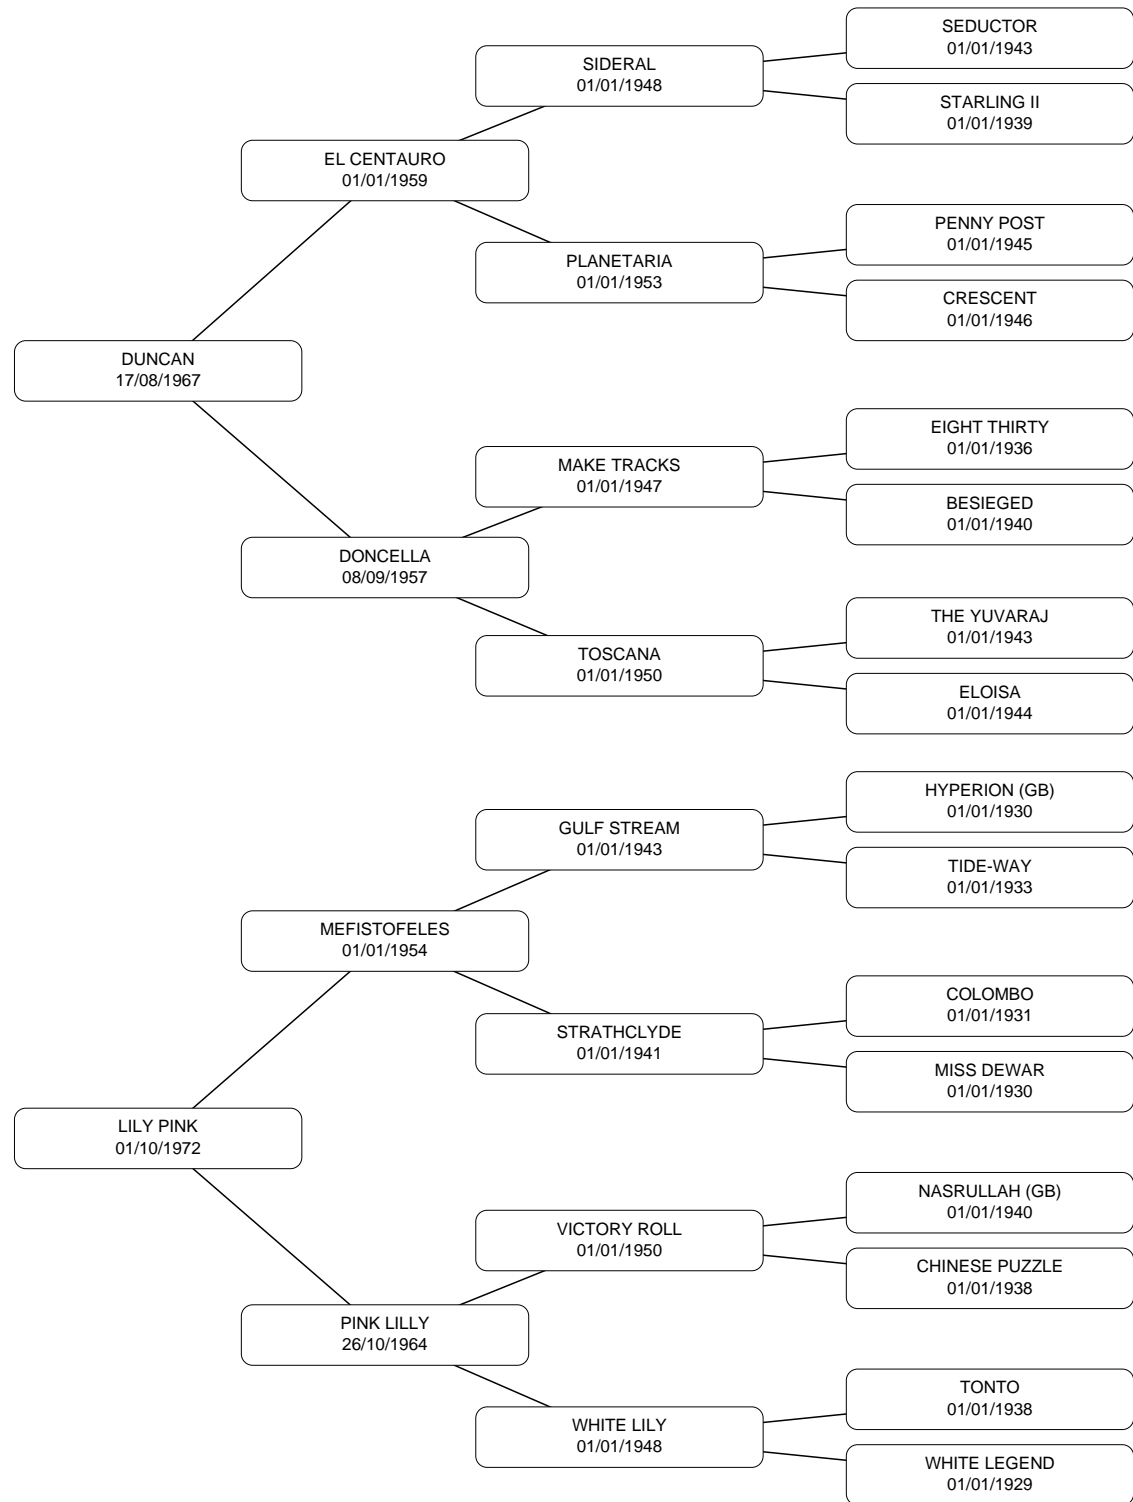 SEDUCTOR
01/01/1943
SIDERAL
01/01/1948
STARLING II
01/01/1939
EL CENTAURO
01/01/1959
PENNY POST
01/01/1945
PLANETARIA
01/01/1953
CRESCENT
01/01/1946
DUNCAN
17/08/1967
EIGHT THIRTY
01/01/1936
MAKE TRACKS
01/01/1947
BESIEGED
01/01/1940
DONCELLA
08/09/1957
THE YUVARAJ
01/01/1943
TOSCANA
01/01/1950
ELOISA
01/01/1944
HYPERION (GB)
01/01/1930
GULF STREAM
01/01/1943
TIDE-WAY
01/01/1933
MEFISTOFELES
01/01/1954
COLOMBO
01/01/1931
STRATHCLYDE
01/01/1941
MISS DEWAR
01/01/1930
LILY PINK
01/10/1972
NASRULLAH (GB)
01/01/1940
VICTORY ROLL
01/01/1950
CHINESE PUZZLE
01/01/1938
PINK LILLY
26/10/1964
TONTO
01/01/1938
WHITE LILY
01/01/1948
WHITE LEGEND
01/01/1929